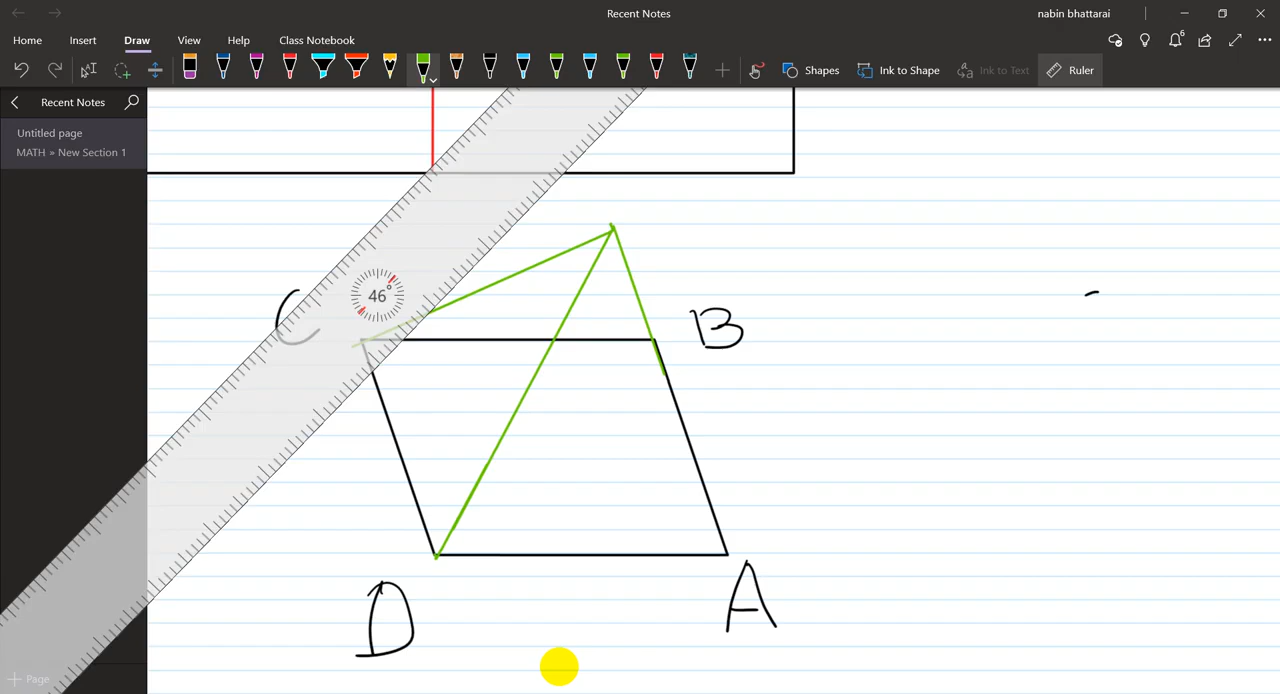 Recent Notes
nabin bhattarai
Home Insert Draw View Help Class Notebook
6
Shapes Ink to Shape Ink to Text Ruler
Recent Notes
Untitled page
MATH » New Section 1
46°
C
B
D
A
Page